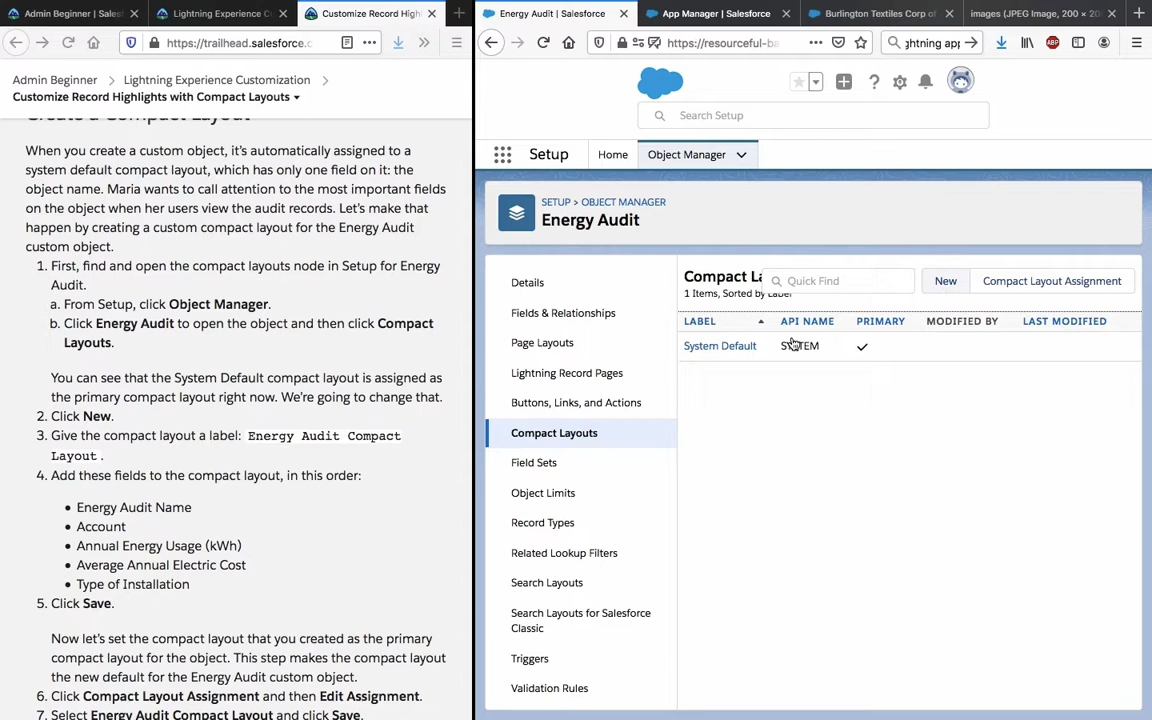 Admin Beginner | Sales
Lightning Experience C
Customize Record High
https://trailhead.salesforce.c
Admin Beginner
Lightning Experience Customization
Customize Record Highlights with Compact Layouts
Create a Compact Layout
When you create a custom object, it's automatically assigned to a
system default compact layout, which has only one field on it: the
object name. Maria wants to call attention to the most important fields
on the object when her users view the audit records. Let's make that
happen by creating a custom compact layout for the Energy Audit
custom object.
1. First, find and open the compact layouts node in Setup for Energy
Audit.
a. From Setup, click Object Manager.
b. Click Energy Audit to open the object and then click Compact
Layouts.
You can see that the System Default compact layout is assigned as
the primary compact layout right now. We're going to change that.
2. Click New.
3. Give the compact layout a label: Energy Audit Compact
Layout.
4. Add these fields to the compact layout, in this order:
• Energy Audit Name
• Account
• Annual Energy Usage (kWh)
• Average Annual Electric Cost
• Type of Installation
5. Click Save.
Now let's set the compact layout that you created as the primary
compact layout for the object. This step makes the compact layout
the new default for the Energy Audit custom object.
6. Click Compact Layout Assignment and then Edit Assignment.
7. Select Energy Audit Compact Layout and click Save.
Energy Audit | Salesforce
App Manager | Salesforce
Burlington Textiles Corp of
images (JPEG Image, 200 × 20
https://resourceful-ba
ghtning app
ABP
Search Setup
Setup
Home
Object Manager
SETUP > OBJECT MANAGER
Energy Audit
Details
Fields & Relationships
Page Layouts
Lightning Record Pages
Buttons, Links, and Actions
Compact Layouts
Field Sets
Object Limits
Record Types
Related Lookup Filters
Search Layouts
Search Layouts for Salesforce
Classic
Triggers
Validation Rules
Compact La
1 Items, Sorted by Label
Quick Find
New
Compact Layout Assignment
LABEL API NAME PRIMARY MODIFIED BY LAST MODIFIED
System Default SYSTEM